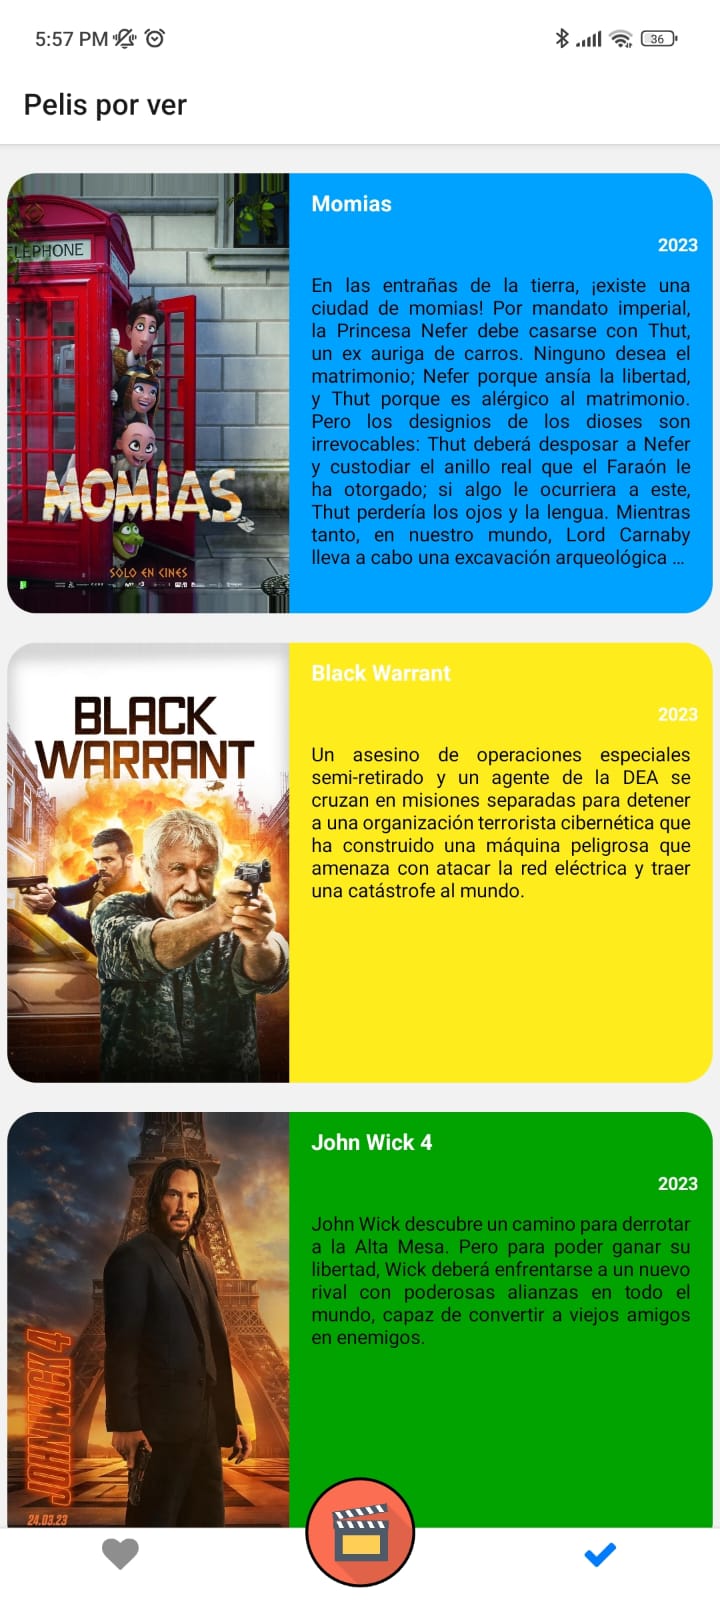 5:57 PM
36
Pelis por ver
TELEPHONE
MOMIAS
SÓLO EN CINES
Momias
2023
En las entrañas de la tierra, ¡existe una
ciudad de momias! Por mandato imperial,
la Princesa Nefer debe casarse con Thut,
un ex auriga de carros. Ninguno desea el
matrimonio; Nefer porque ansía la libertad,
y Thut porque es alérgico al matrimonio.
Pero los designios de los dioses son
irrevocables: Thut deberá desposar a Nefer
y custodiar el anillo real que el Faraón le
ha otorgado; si algo le ocurriera a este,
Thut perdería los ojos y la lengua. Mientras
tanto, en nuestro mundo, Lord Carnaby
lleva a cabo una excavación arqueológica ...
BLACK
WARRANT
Black Warrant
2023
Un asesino de operaciones especiales
semi-retirado y un agente de la DEA se
cruzan en misiones separadas para detener
a una organización terrorista cibernética que
ha construido una máquina peligrosa que
amenaza con atacar la red eléctrica y traer
una catástrofe al mundo.
JOHN WICK 4
24.03.23
John Wick 4
2023
John Wick descubre un camino para derrotar
a la Alta Mesa. Pero para poder ganar su
libertad, Wick deberá enfrentarse a un nuevo
rival con poderosas alianzas en todo el
mundo, capaz de convertir a viejos amigos
en enemigos.